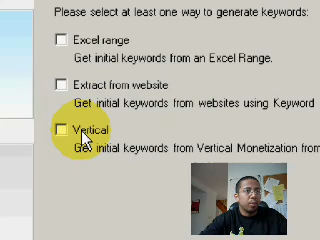 Please select at least one way to generate keywords:
Excel range
Get initial keywords from an Excel Range.
Extract from website
Get initial keywords from websites using Keyword
Vertical
Get initial keywords from Vertical Monetization from